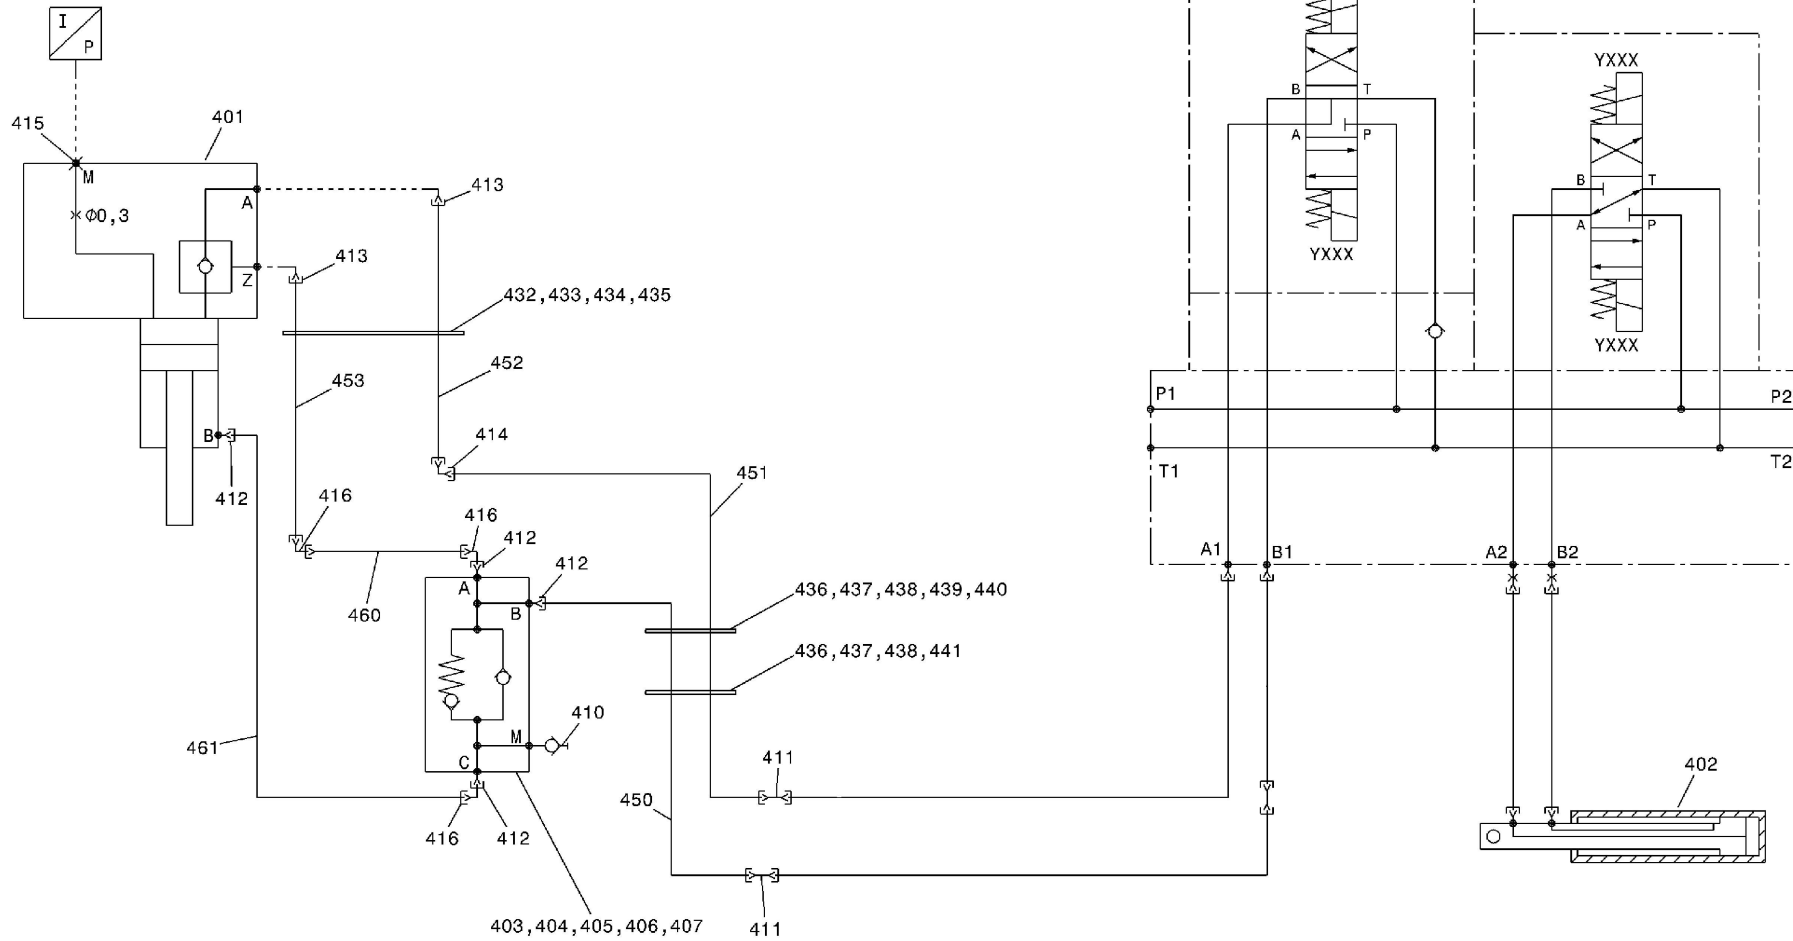 I
P
YXXX
415
401
B T
M
A P
413
A
B T
Ø0,3
A P
413
YXXX
Z
432,433,434,435
YXXX
452
453
P1
P2
414
B
T1
T2
451
412
416
416
412
A1 B1
A2 B2
412
A
436,437,438,439,440
B
460
436,437,438,441
410
M
461
C
411
402
450
416
412
403,404,405,406,407
411